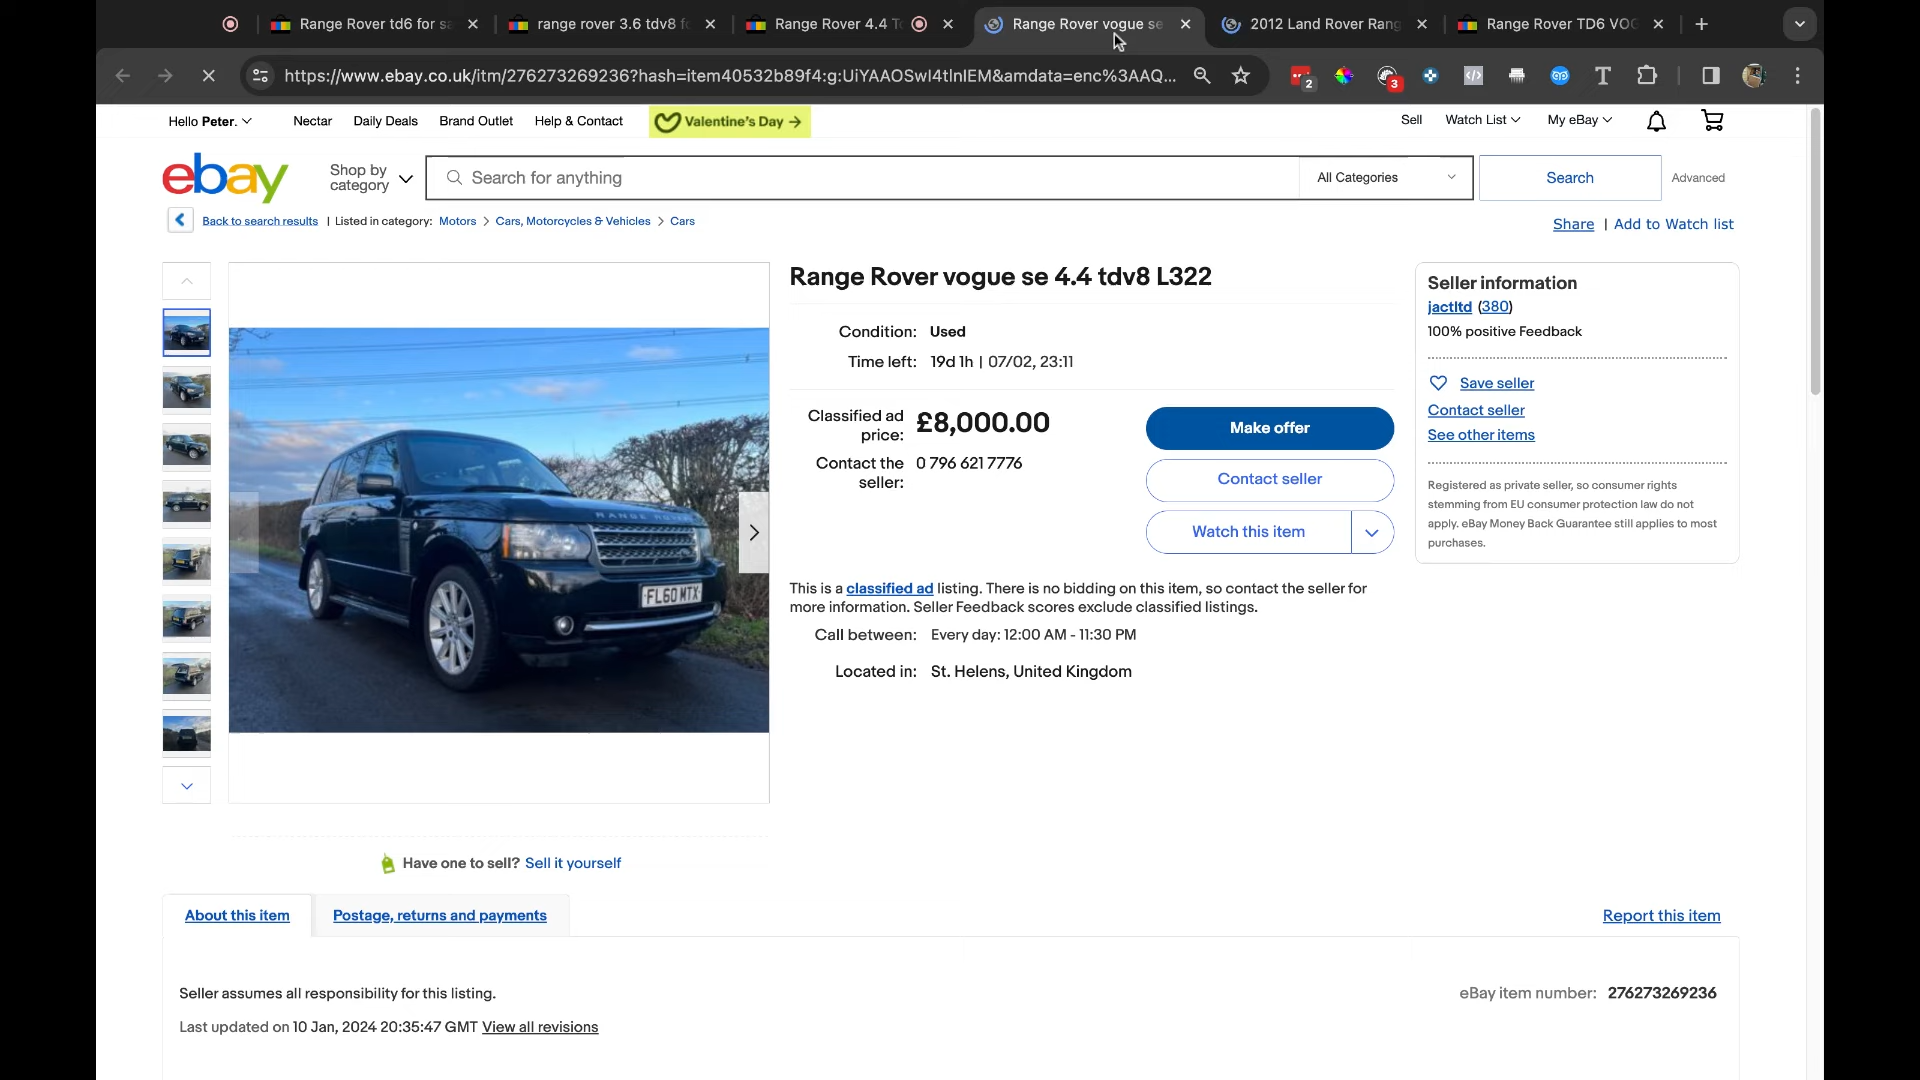 Range Rover td6 for sa
range rover 3.6 tdv8 f
Range Rover 4.4 T
Range Rover vogue se
2012 Land Rover Rang
Range Rover TD6 VOG
https://www.ebay.co.uk/itm/276273269236?hash=item40532b89f4:g:UiYAAOSwI4tlnIEM&amdata=enc%3AAQ...
2
3
Hello Peter.
Nectar
Daily Deals
Brand Outlet
Help & Contact
Valentine's Day →
Sell
Watch List
My eBay
ebay
Shop by category
Search for anything
All Categories
Search
Advanced
Back to search results | Listed in category: Motors > Cars, Motorcycles & Vehicles > Cars
Share | Add to Watch list
Range Rover vogue se 4.4 tdv8 L322
Condition: Used
Time left: 19d 1h | 07/02, 23:11
Classified ad price: £8,000.00
Contact the seller: 0 796 621 7776
Make offer
Contact seller
Watch this item
This is a classified ad listing. There is no bidding on this item, so contact the seller for
more information. Seller Feedback scores exclude classified listings.
Call between: Every day: 12:00 AM - 11:30 PM
Located in: St. Helens, United Kingdom
Seller information
jactltd (380)
100% positive Feedback
Save seller
Contact seller
See other items
Registered as private seller, so consumer rights
stemming from EU consumer protection law do not
apply. eBay Money Back Guarantee still applies to most
purchases.
RANGE ROVER
FL60 MTX
Have one to sell? Sell it yourself
About this item
Postage, returns and payments
Report this item
Seller assumes all responsibility for this listing.
eBay item number: 276273269236
Last updated on 10 Jan, 2024 20:35:47 GMT View all revisions